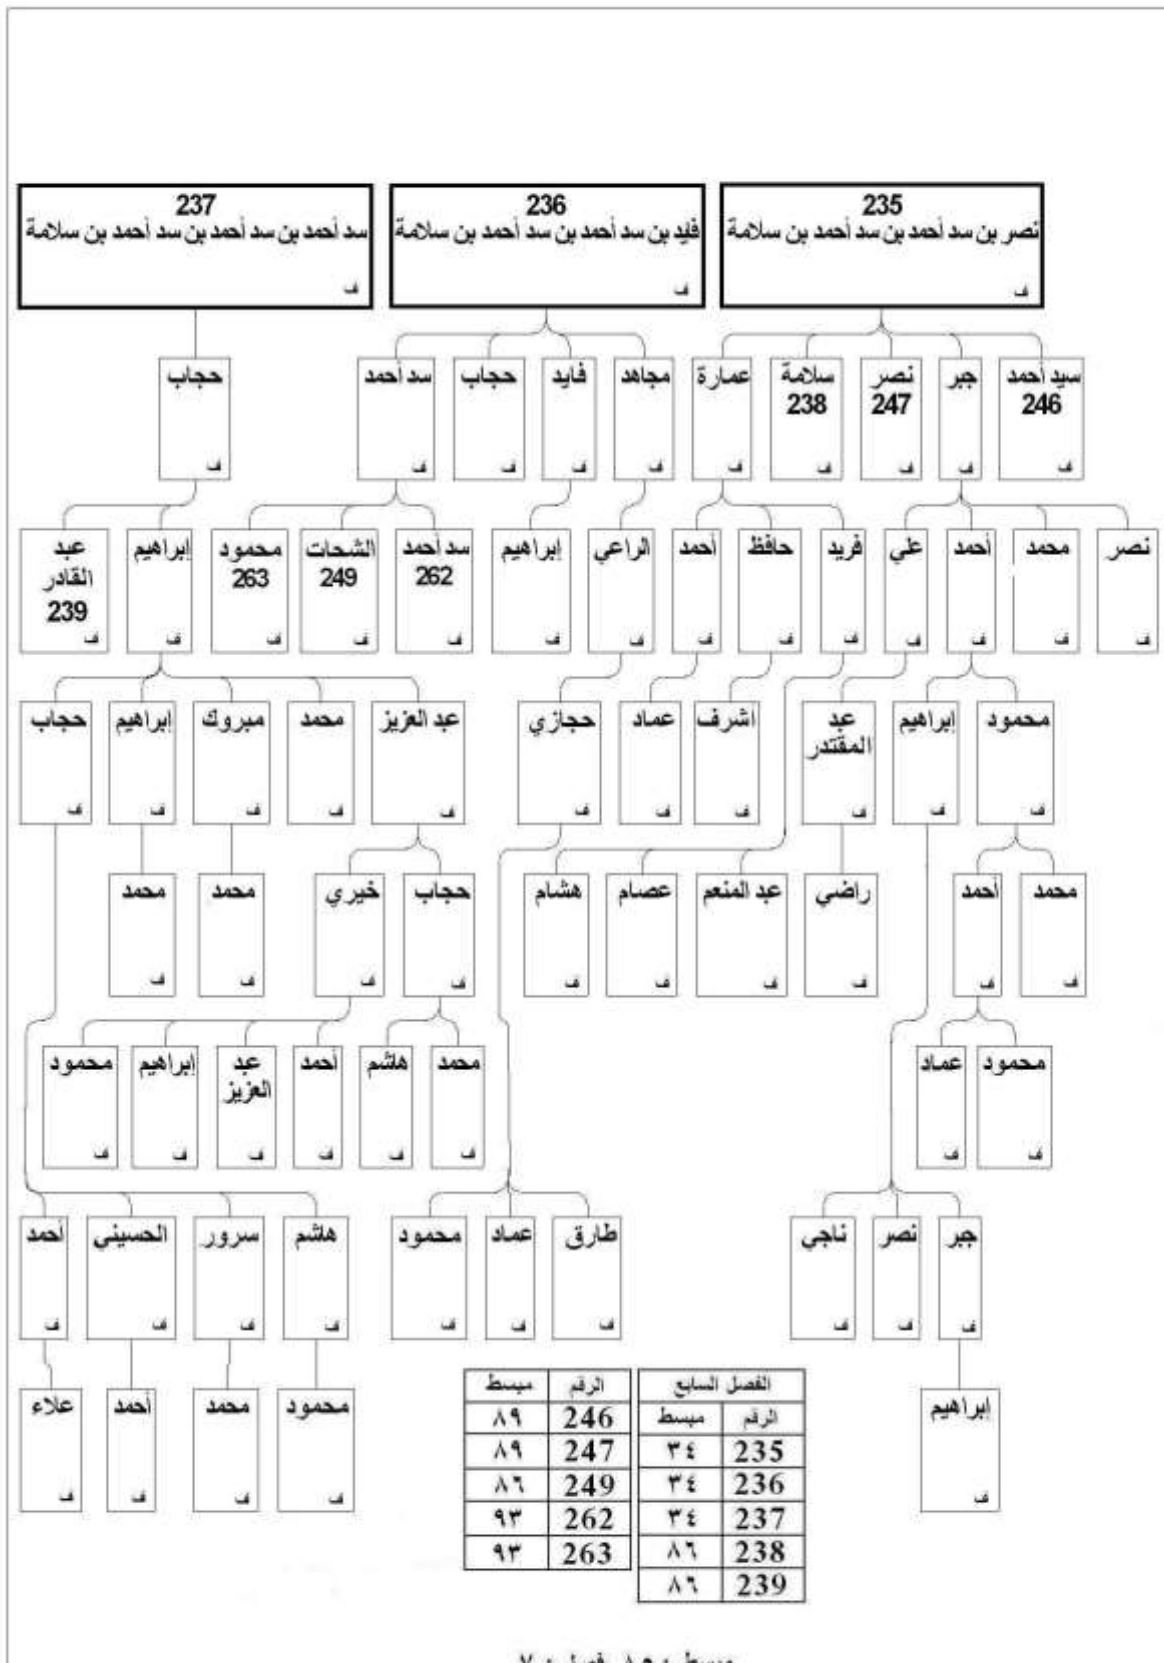 235
نصر بن سد أحمد بن سد أحمد بن سلامة
ف
236
فايد بن سد أحمد بن سد أحمد بن سلامة
ف
237
سد أحمد بن سد أحمد بن سد أحمد بن سلامة
ف
سيد أحمد
246
ف
جبر
ف
نصر
247
ف
سلامة
238
ف
عمارة
ف
مجاهد
ف
فايد
ف
حجاب
ف
سد أحمد
ف
حجاب
ف
نصر
ف
محمد
ف
أحمد
ف
علي
ف
فريد
ف
حافظ
ف
أحمد
ف
الراعي
ف
إبراهيم
ف
سد أحمد
262
ف
الشحات
249
ف
محمود
263
ف
إبراهيم
ف
عبد
القادر
239
ف
محمود
ف
إبراهيم
ف
عبد
المقتدر
ف
اشرف
ف
عماد
ف
حجازي
ف
عبد العزيز
ف
محمد
ف
مبروك
ف
إبراهيم
ف
حجاب
ف
محمد
ف
أحمد
ف
راضي
ف
عبد المنعم
ف
عصام
ف
هشام
ف
حجاب
ف
خيري
ف
محمد
ف
محمد
ف
محمود
ف
عماد
ف
محمد
ف
هاشم
ف
أحمد
ف
عبد
العزيز
ف
إبراهيم
ف
محمود
ف
جبر
ف
نصر
ف
ناجي
ف
طارق
ف
عماد
ف
محمود
ف
هاشم
ف
سرور
ف
الحسيني
ف
أحمد
ف
إبراهيم
ف
محمود
ف
محمد
ف
أحمد
ف
علاء
ف
الفصل السابع
الرقم مبسط
235 ٣٤
236 ٣٤
237 ٣٤
238 ٨٦
239 ٨٦
الرقم مبسط
246 ٨٩
247 ٨٩
249 ٨٦
262 ٩٣
263 ٩٣